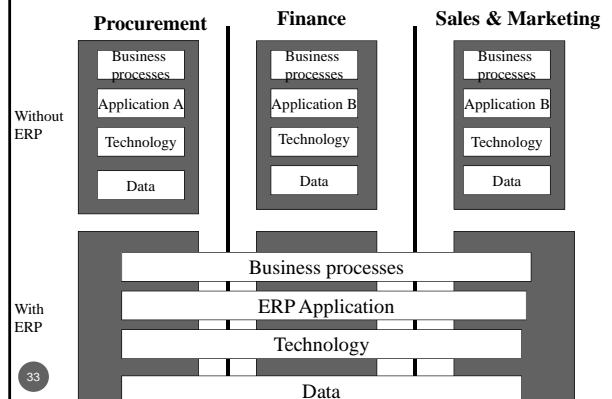 Procurement
Finance
Sales & Marketing
Without
ERP
Business
processes
Application A
Technology
Data
Business
processes
Application B
Technology
Data
Business
processes
Application B
Technology
Data
With
ERP
Business processes
ERP Application
Technology
Data
33